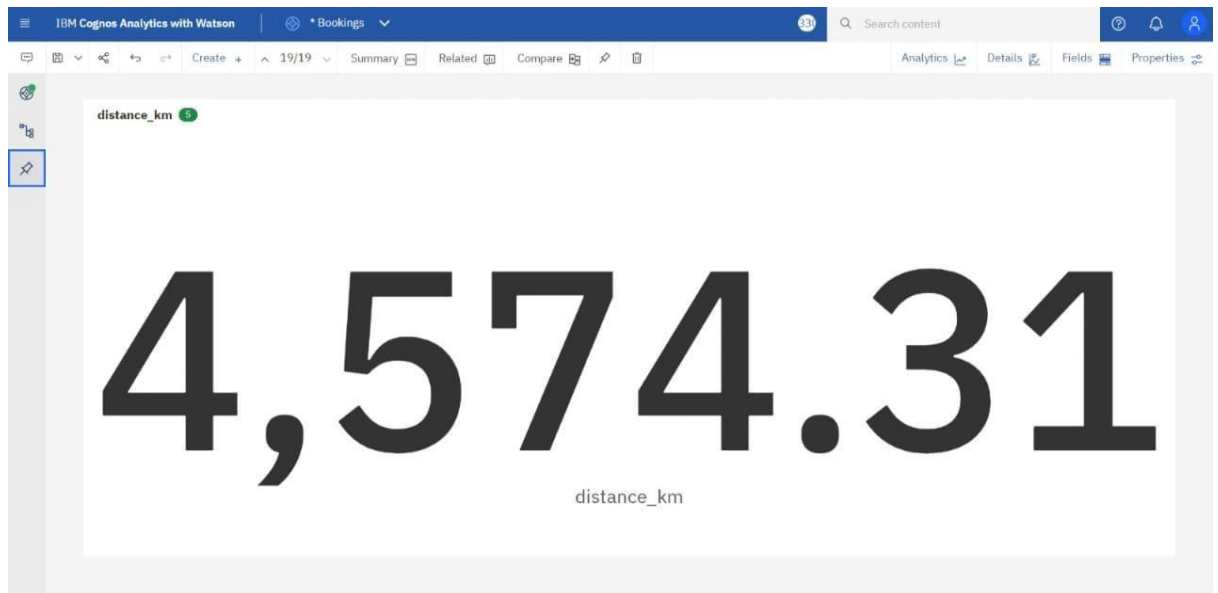 IBM Cognos Analytics with Watson * Bookings Search content
Create + 19/19 Summary Related Compare Analytics Details Fields Properties
distance_km 5
4,574.31
distance_km